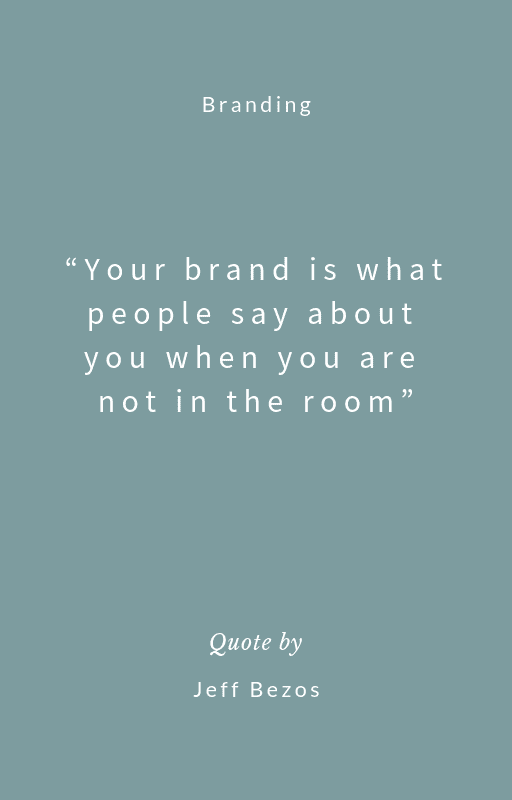 Branding
“Your brand is what
people say about
you when you are
not in the room”
Quote by
Jeff Bezos